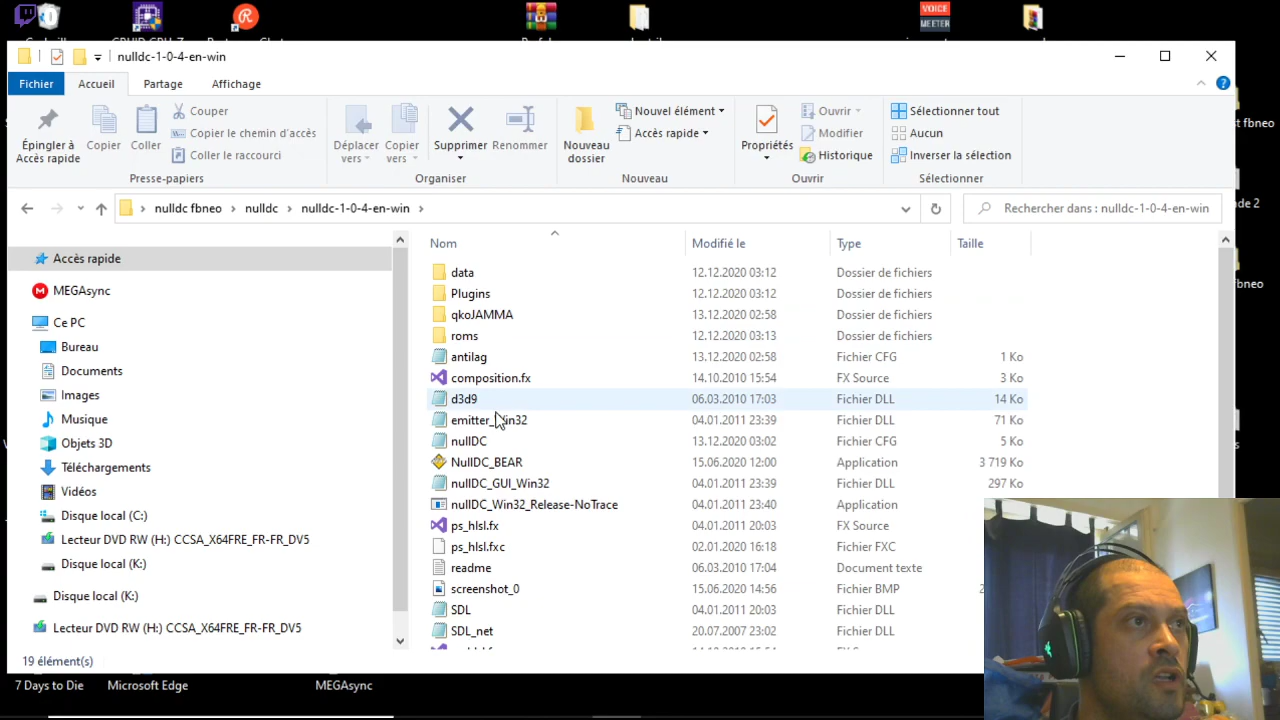 VOICE
MEETER
nulldc-1-0-4-en-win
Fichier
Accueil
Partage
Affichage
?
Épingler à
Accès rapide
Copier
Coller
Couper
Copier le chemin d'accès
Coller le raccourci
Presse-papiers
Déplacer
vers
Copier
vers
Supprimer
Renommer
Organiser
Nouveau
dossier
Nouvel élément
Accès rapide
Nouveau
Propriétés
Ouvrir
Modifier
Historique
Ouvrir
Sélectionner tout
Aucun
Inverser la sélection
Sélectionner
st fbneo
nulldc fbneo > nulldc > nulldc-1-0-4-en-win >
Rechercher dans : nulldc-1-0-4-en-win
de 2
fbneo
Accès rapide
MEGAsync
Ce PC
Bureau
Documents
Images
Musique
Objets 3D
Téléchargements
Vidéos
Disque local (C:)
Lecteur DVD RW (H:) CCSA_X64FRE_FR-FR_DV5
Disque local (K:)
Disque local (K:)
Lecteur DVD RW (H:) CCSA_X64FRE_FR-FR_DV5
Nom Modifié le Type Taille
data 12.12.2020 03:12 Dossier de fichiers
Plugins 12.12.2020 03:12 Dossier de fichiers
qkoJAMMA 13.12.2020 02:58 Dossier de fichiers
roms 12.12.2020 03:13 Dossier de fichiers
antilag 13.12.2020 02:58 Fichier CFG 1 Ko
composition.fx 14.10.2010 15:54 FX Source 3 Ko
d3d9 06.03.2010 17:03 Fichier DLL 14 Ko
emitter_Win32 04.01.2011 23:39 Fichier DLL 71 Ko
nullDC 13.12.2020 03:02 Fichier CFG 5 Ko
NullDC_BEAR 15.06.2020 12:00 Application 3 719 Ko
nullDC_GUI_Win32 04.01.2011 23:39 Fichier DLL 297 Ko
nullDC_Win32_Release-NoTrace 04.01.2011 23:40 Application
ps_hlsl.fx 04.01.2011 20:03 FX Source
ps_hlsl.fxc 02.01.2020 16:18 Fichier FXC
readme 06.03.2010 17:04 Document texte
screenshot_0 15.06.2020 14:56 Fichier BMP 2
SDL 04.01.2011 20:03 Fichier DLL
SDL_net 20.07.2007 23:02 Fichier DLL
19 élément(s)
7 Days to Die
Microsoft Edge
MEGAsync